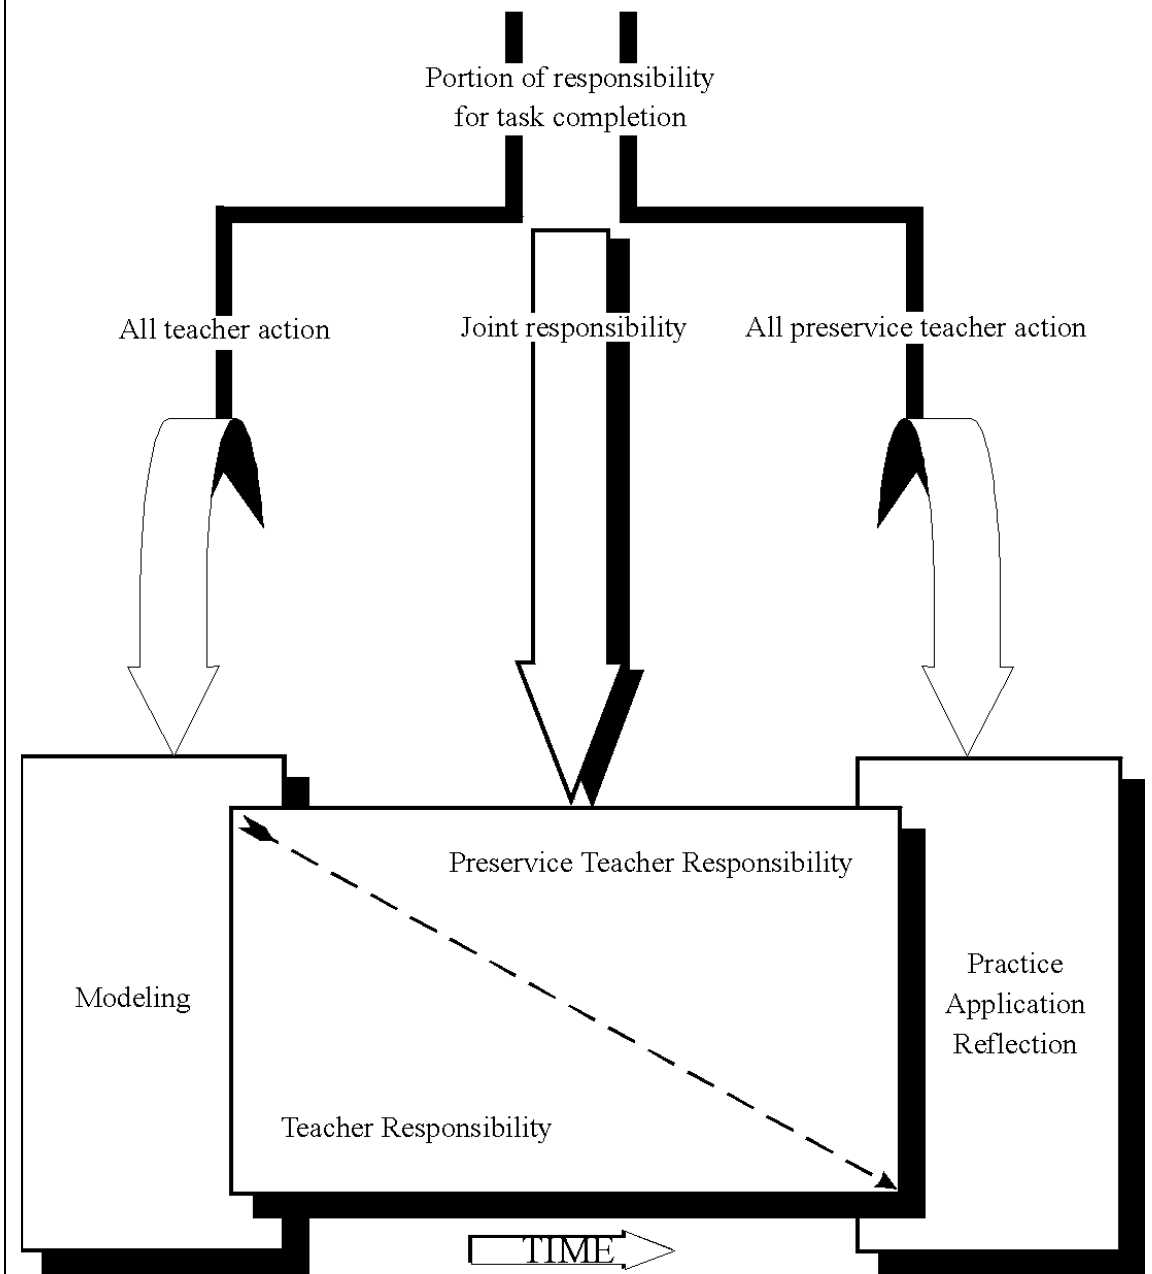 Portion of responsibility
for task completion
All teacher action
Joint responsibility
All preservice teacher action
Preservice Teacher Responsibility
Modeling
Practice
Application
Reflection
Teacher Responsibility
TIME